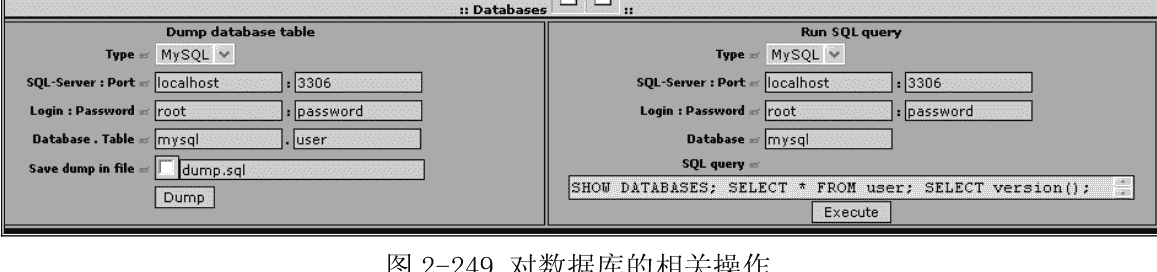 :: Databases ::
Dump database table
Type MySQL
SQL-Server : Port localhost : 3306
Login : Password root : password
Database . Table mysql . user
Save dump in file dump.sql
Dump
Run SQL query
Type MySQL
SQL-Server : Port localhost : 3306
Login : Password root : password
Database mysql
SQL query
SHOW DATABASES; SELECT * FROM user; SELECT version();
Execute
图 2-249 对数据库的相关操作